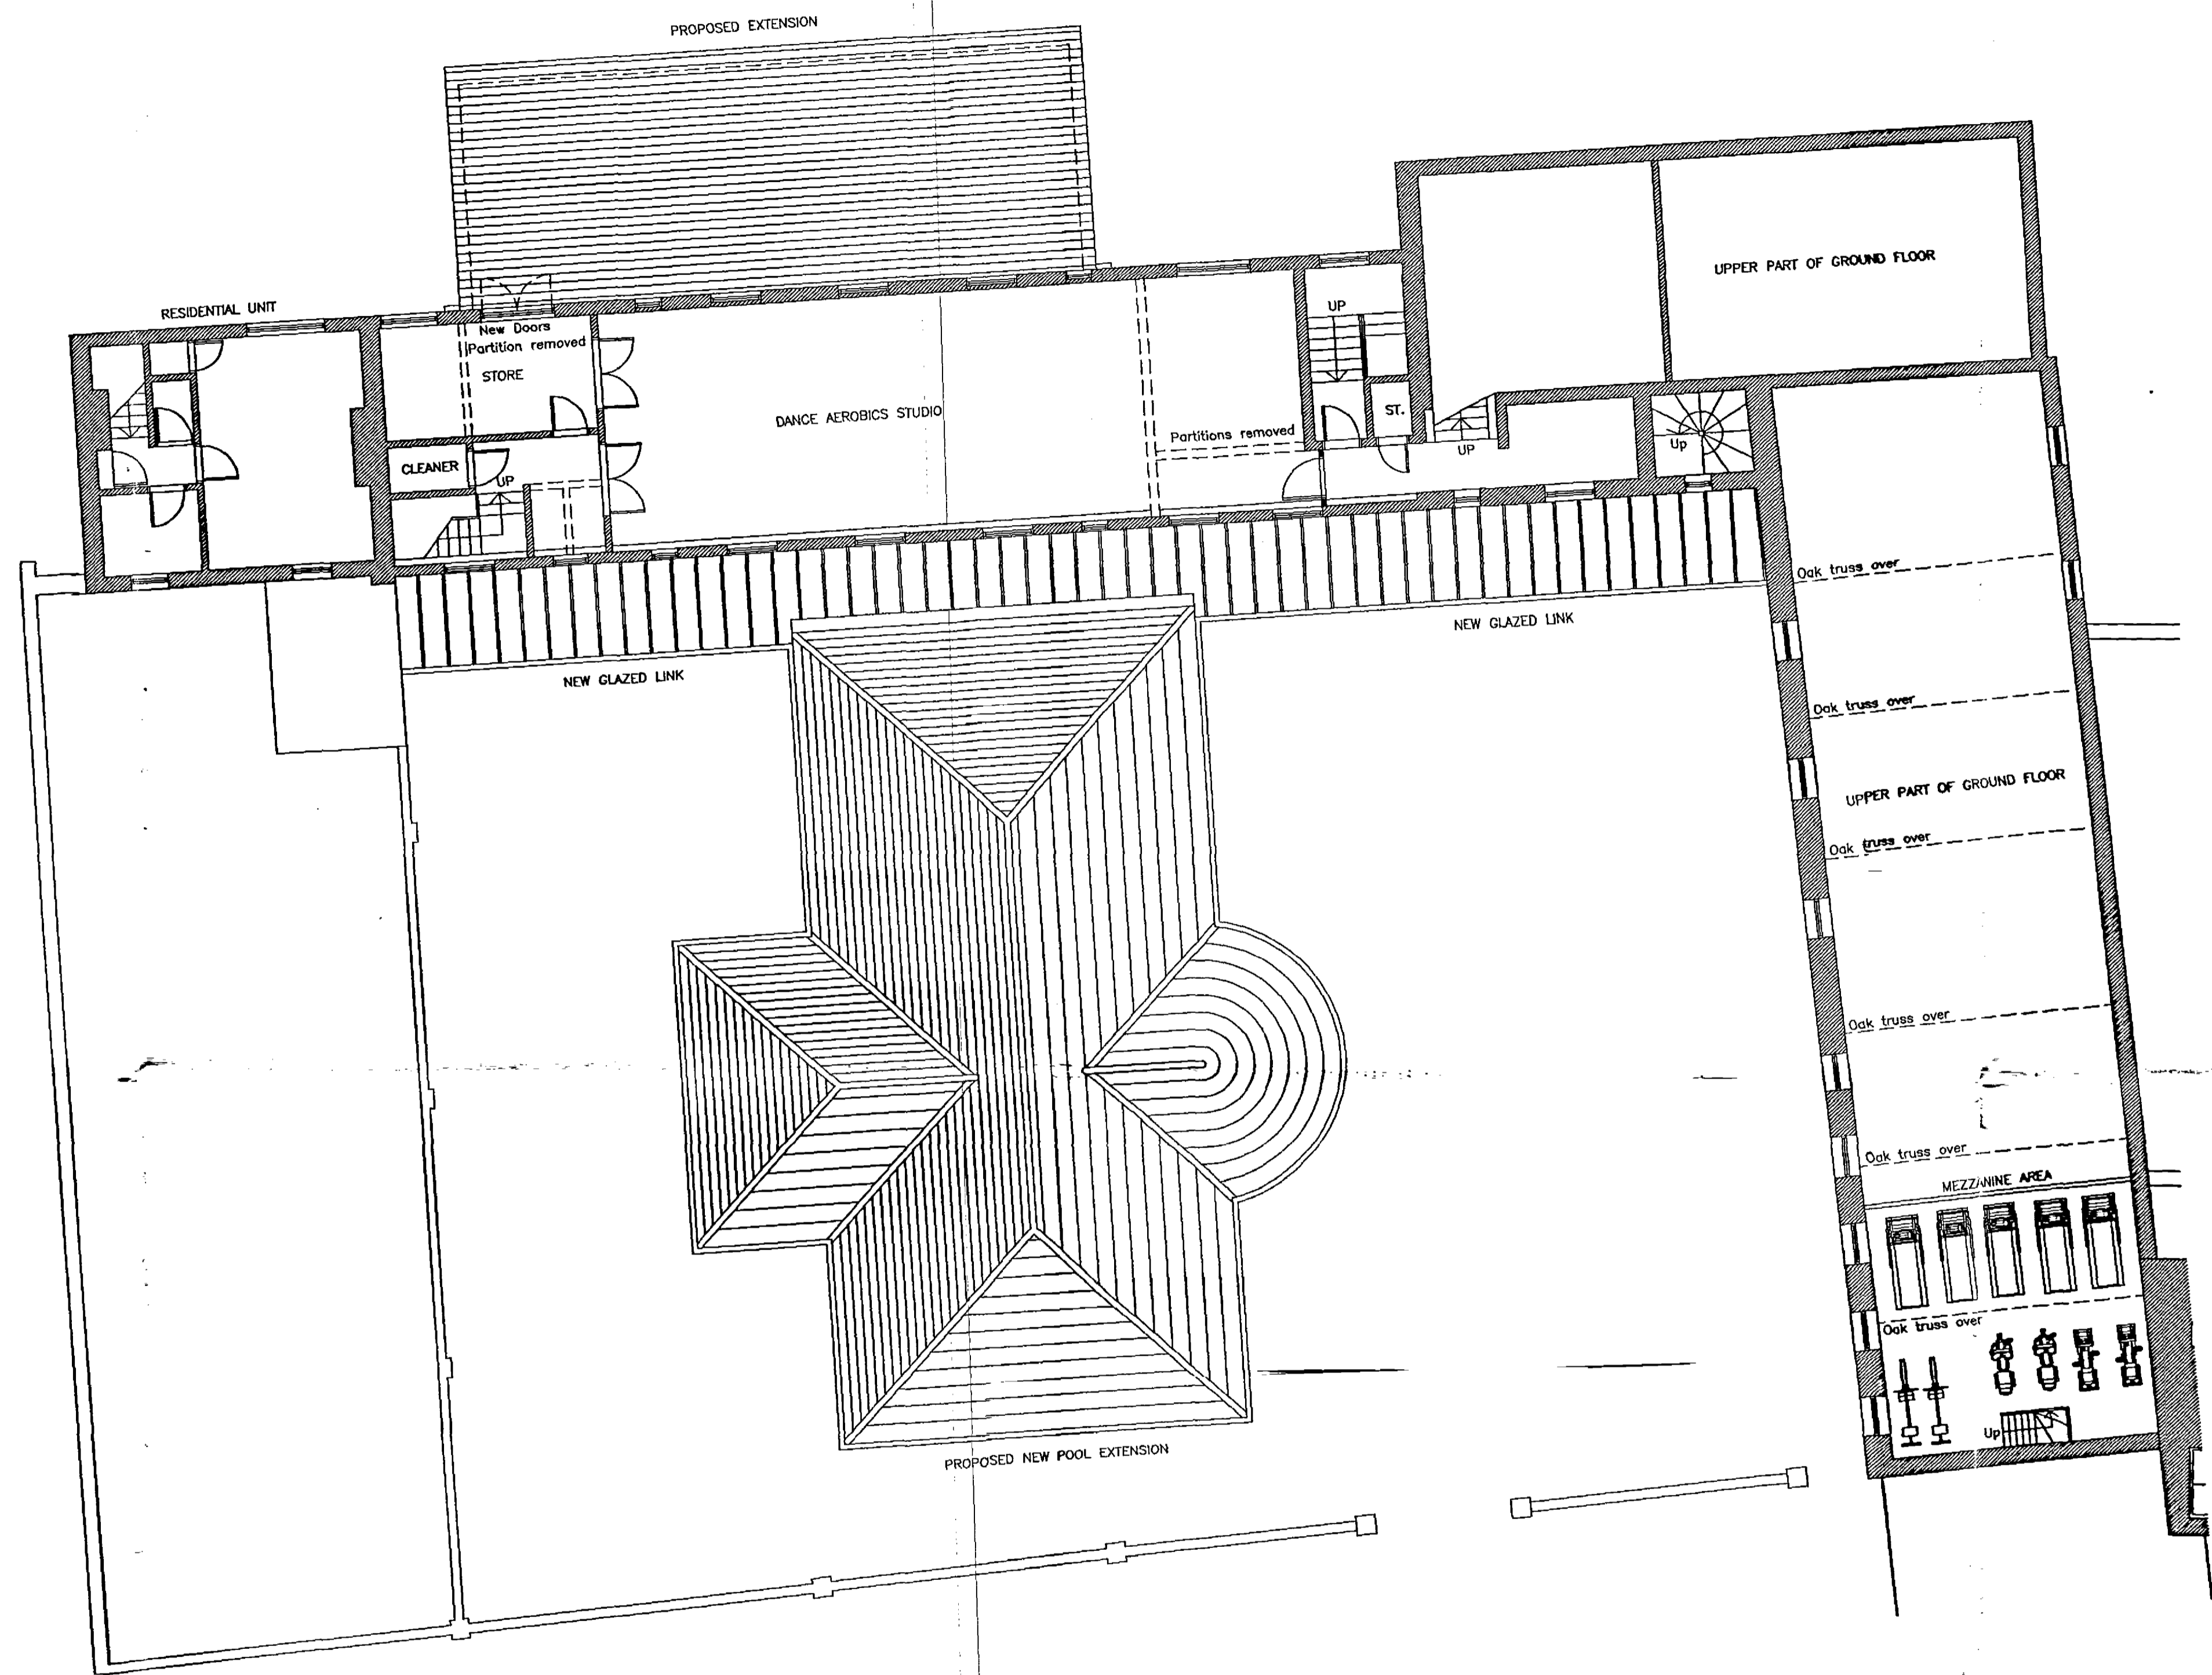 PROPOSED EXTENSION
UPPER PART OF GROUND FLOOR
RESIDENTIAL UNIT
New Doors
Partition removed
STORE
UP
DANCE AEROBICS STUDIO
ST.
Partitions removed
UP
Up
CLEANER
UP
NEW GLAZED LINK
NEW GLAZED LINK
Oak truss over
Oak truss over
UPPER PART OF GROUND FLOOR
Oak truss over
Oak truss over
Oak truss over
MEZZANINE AREA
Oak truss over
Up
PROPOSED NEW POOL EXTENSION